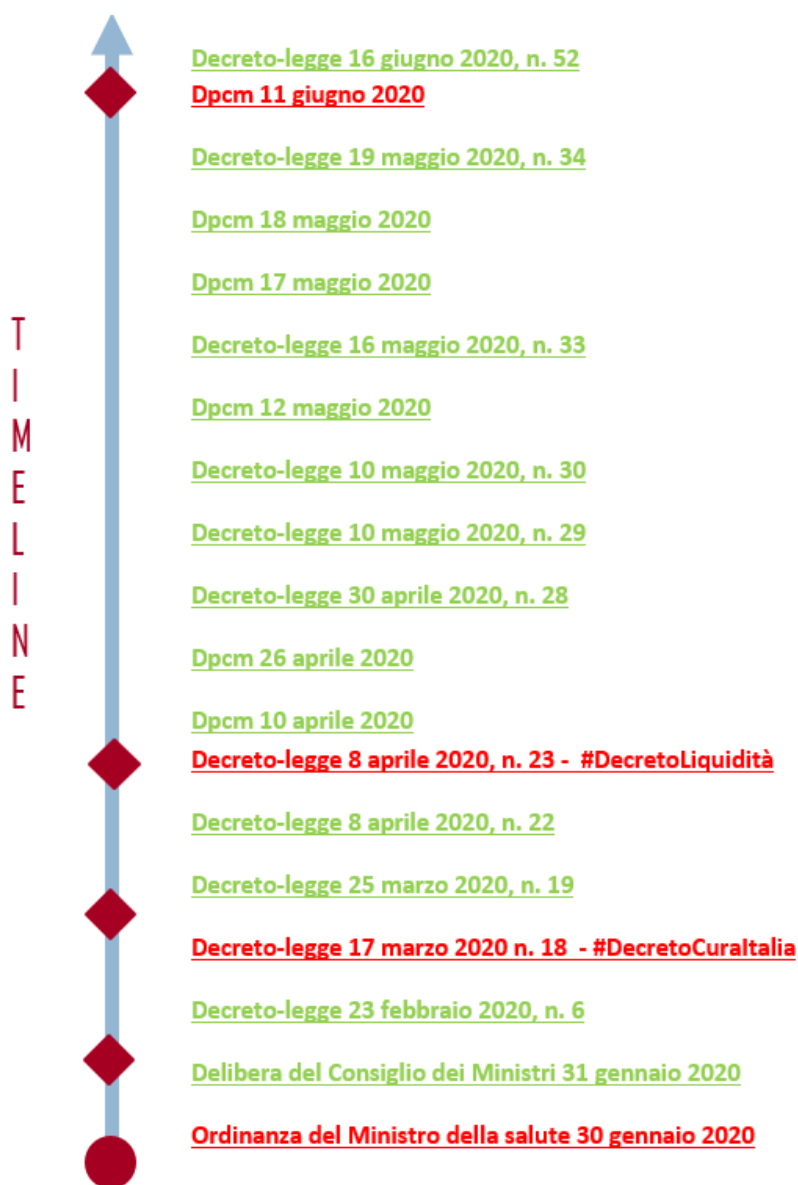 Decreto-legge 16 giugno 2020, n. 52
Dpcm 11 giugno 2020
Decreto-legge 19 maggio 2020, n. 34
Dpcm 18 maggio 2020
Dpcm 17 maggio 2020
Decreto-legge 16 maggio 2020, n. 33
Dpcm 12 maggio 2020
Decreto-legge 10 maggio 2020, n. 30
Decreto-legge 10 maggio 2020, n. 29
Decreto-legge 30 aprile 2020, n. 28
Dpcm 26 aprile 2020
Dpcm 10 aprile 2020
Decreto-legge 8 aprile 2020, n. 23 - #DecretoLiquidità
Decreto-legge 8 aprile 2020, n. 22
Decreto-legge 25 marzo 2020, n. 19
Decreto-legge 17 marzo 2020 n. 18 - #DecretoCuraItalia
Decreto-legge 23 febbraio 2020, n. 6
Delibera del Consiglio dei Ministri 31 gennaio 2020
Ordinanza del Ministro della salute 30 gennaio 2020
TIMELINE